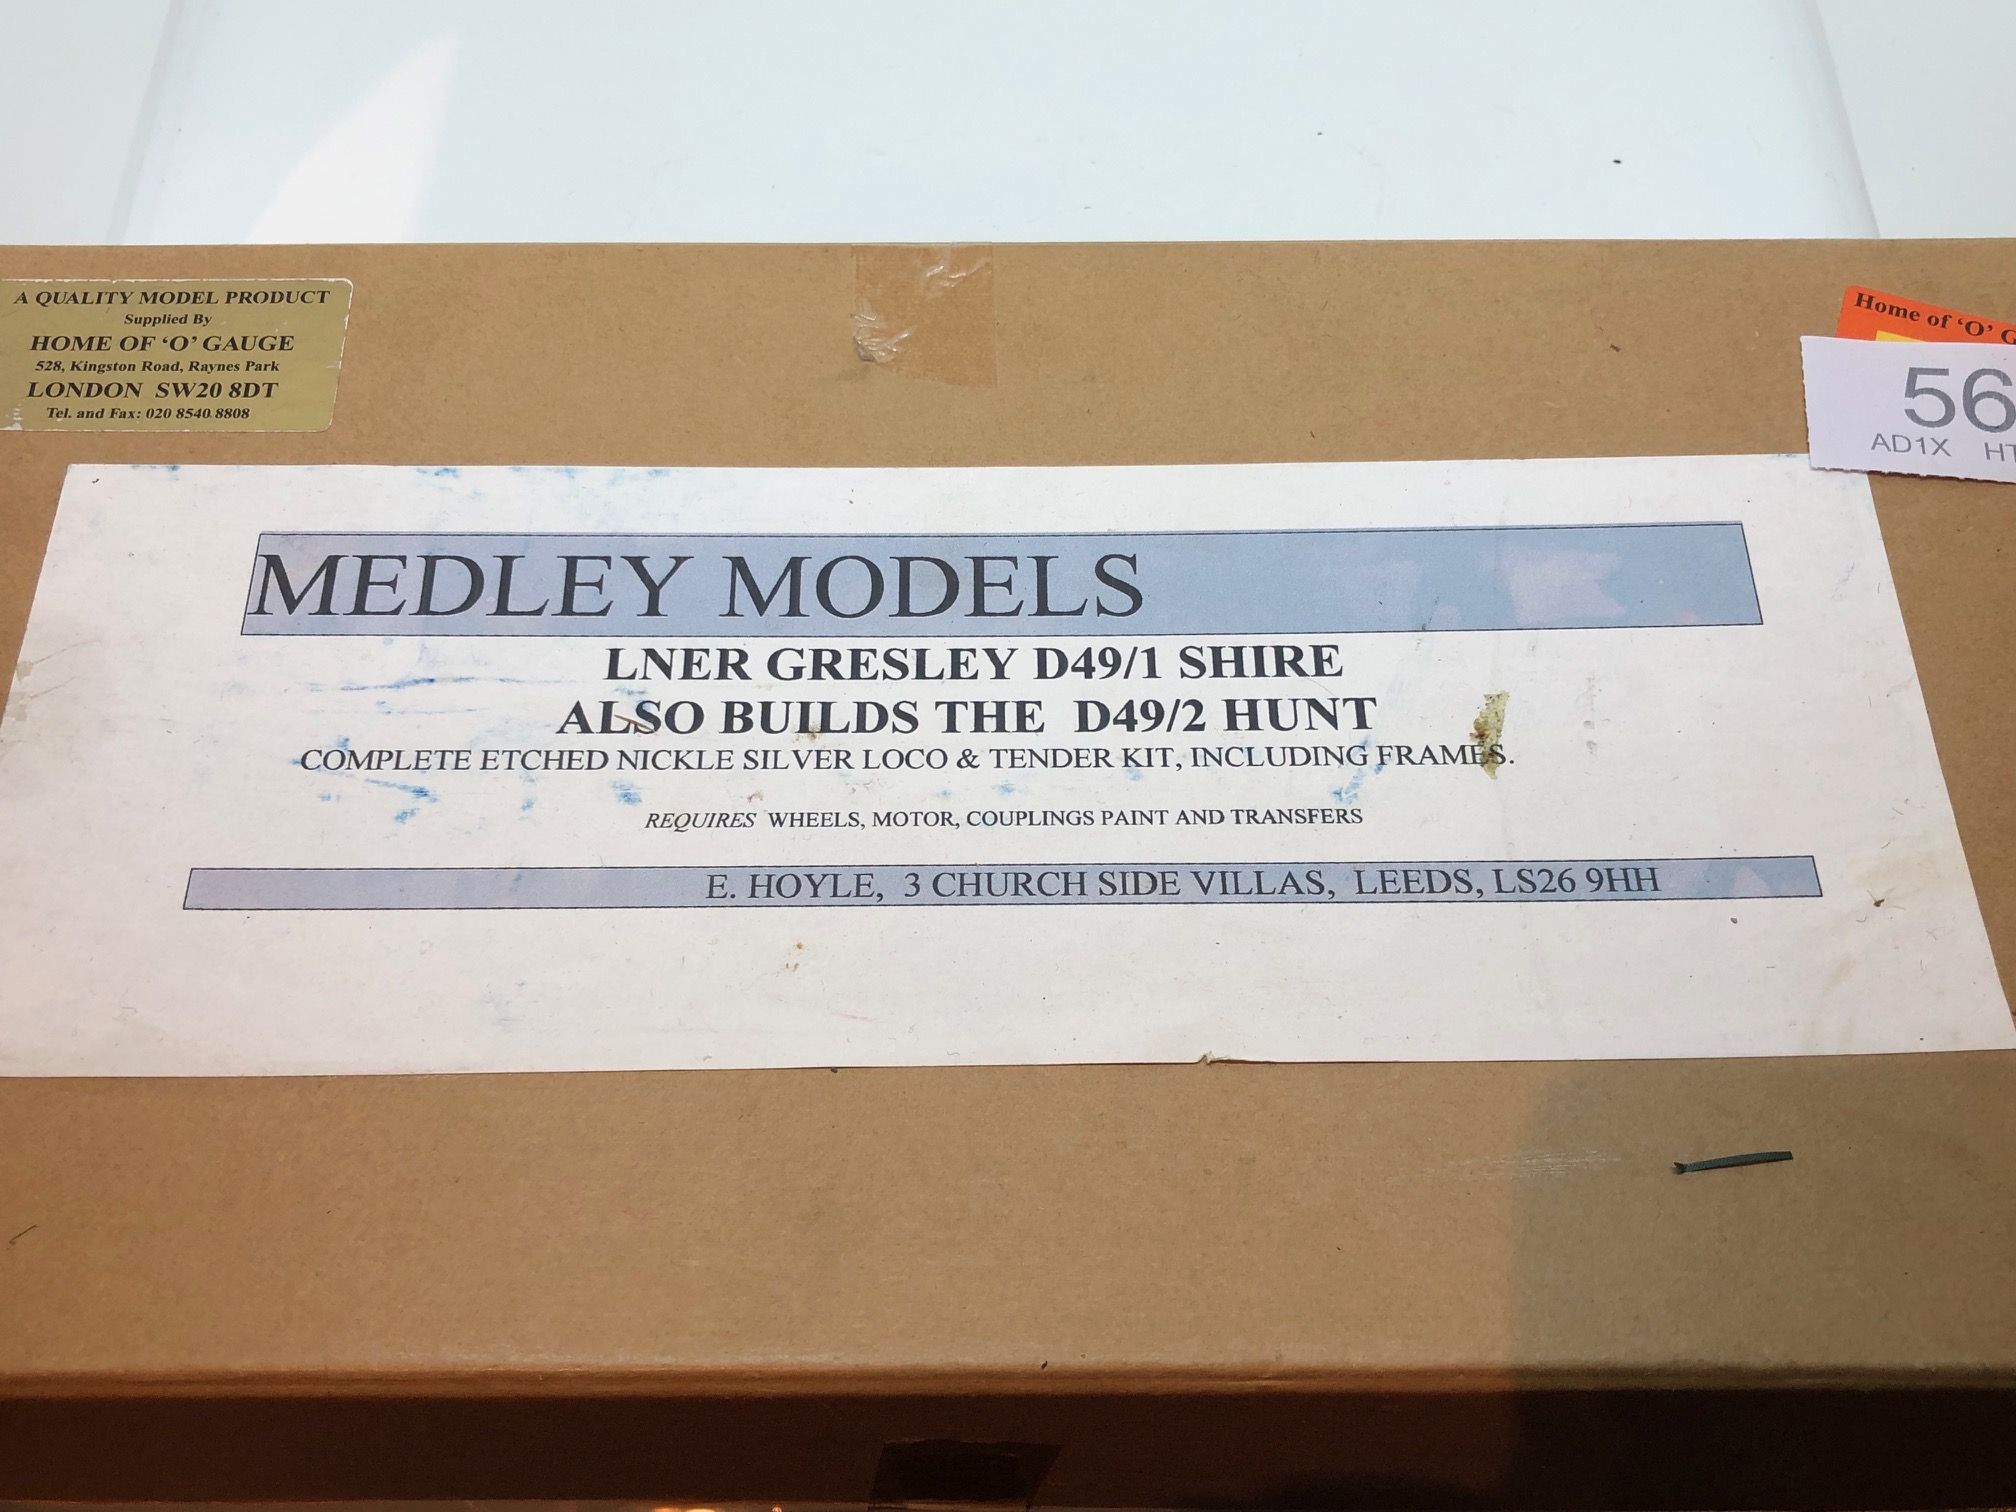 A QUALITY MODEL PRODUCT
Supplied By
HOME OF ‘O’ GAUGE
528, Kingston Road, Raynes Park
LONDON SW20 8DT
Tel. and Fax: 020 8540 8808
Home of ‘O’ G
56
AD1X HT
MEDLEY MODELS
LNER GRESLEY D49/1 SHIRE
ALSO BUILDS THE D49/2 HUNT
COMPLETE ETCHED NICKLE SILVER LOCO & TENDER KIT, INCLUDING FRAMES.
REQUIRES WHEELS, MOTOR, COUPLINGS PAINT AND TRANSFERS
E. HOYLE, 3 CHURCH SIDE VILLAS, LEEDS, LS26 9HH